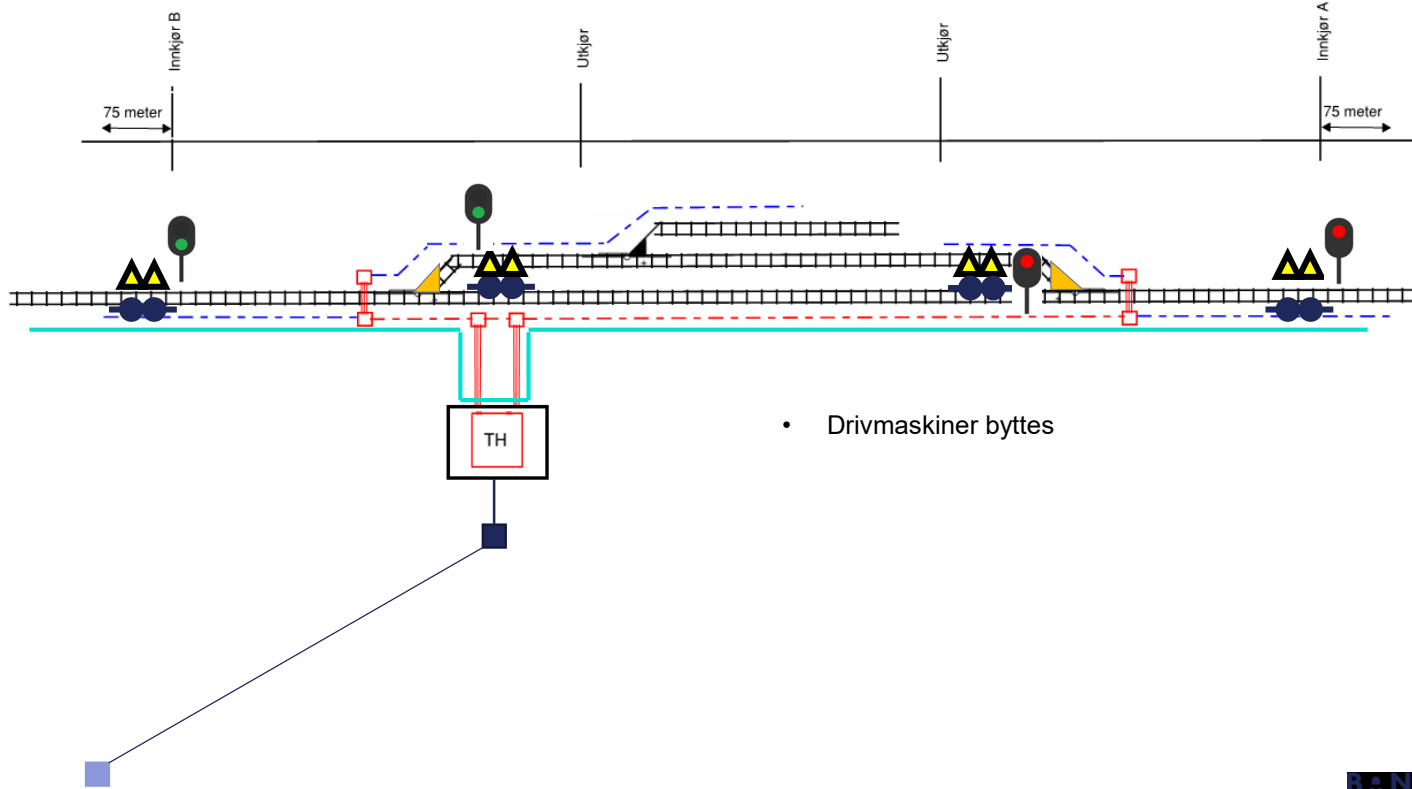 Innkjør B
Utkjør
Utkjør
Innkjør A
75 meter
75 meter
TH
• Drivmaskiner byttes